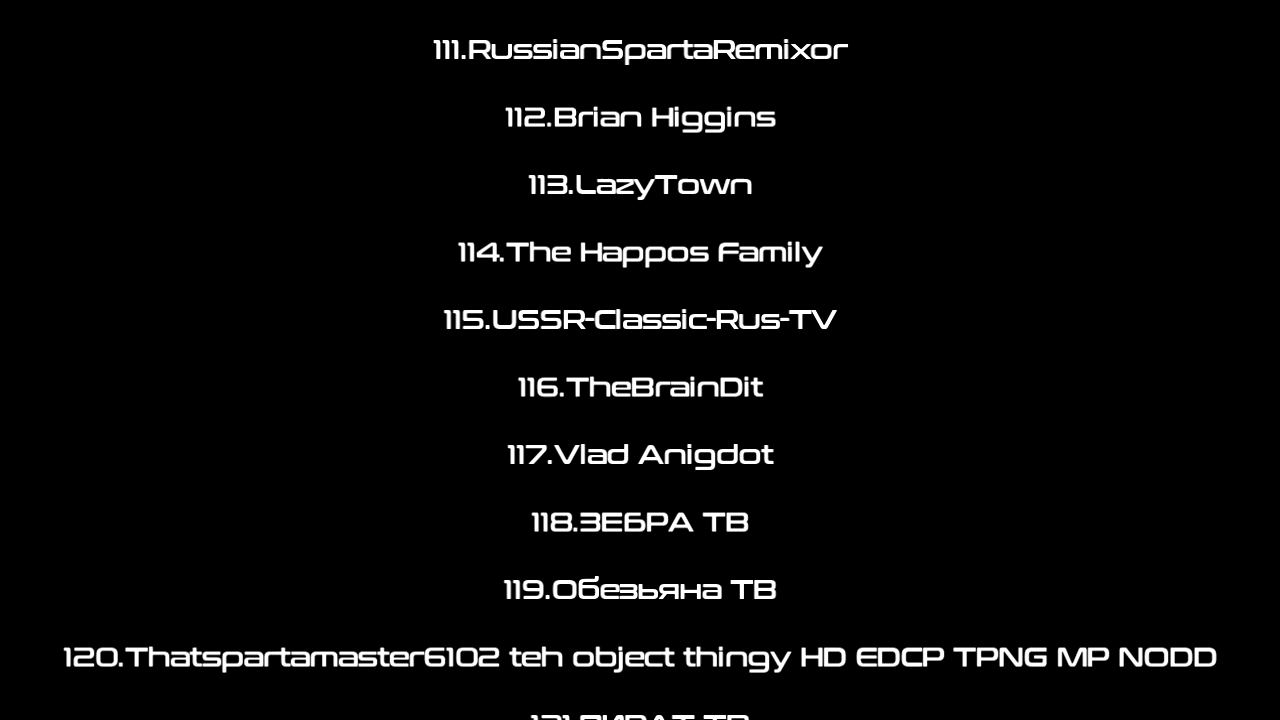 111.RussianSpartaRemixor
112.Brian Higgins
113.LazyTown
114.The Happos Family
115.USSR-Classic-Rus-TV
116.TheBrainDit
117.Vlad Anigdot
118.ЗЕБРА ТВ
119.Обезьяна ТВ
120.Thatspartamaster6102 teh object thingy HD EDCP TPNG MP NODD